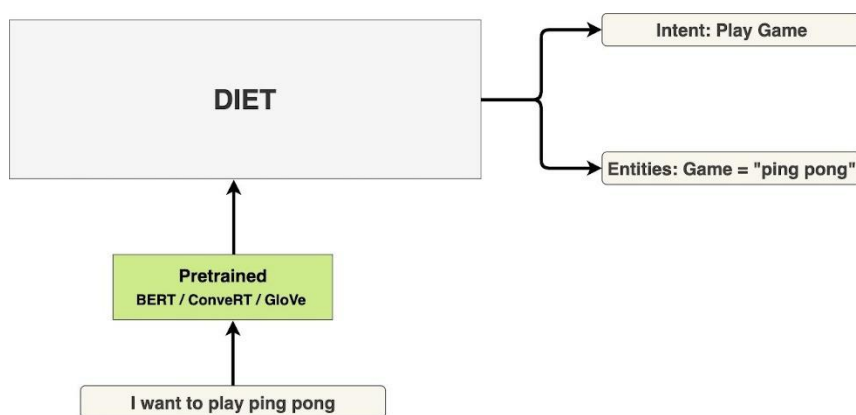 DIET
Intent: Play Game
Entities: Game = "ping pong"
Pretrained
BERT / ConveRT / GloVe
I want to play ping pong